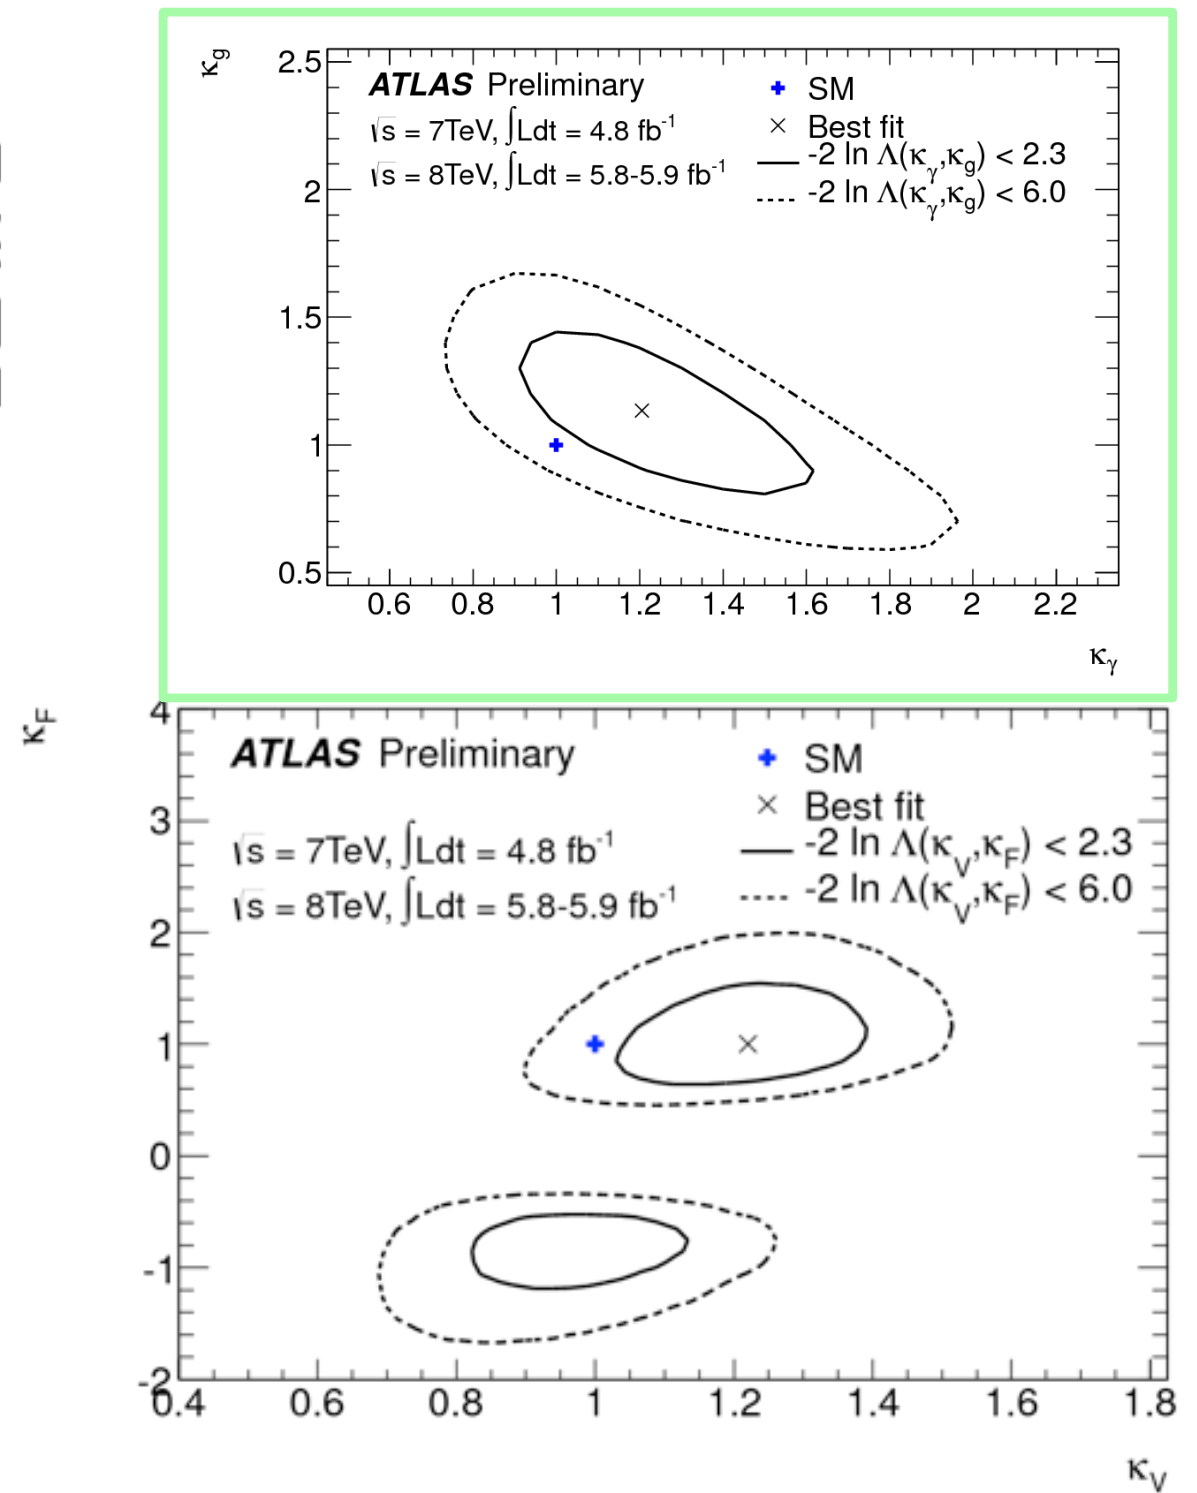 κg
2.5
ATLAS Preliminary
SM
√s = 7TeV, ∫Ldt = 4.8 fb-1
Best fit
-2 ln Λ(κγ,κg) < 2.3
√s = 8TeV, ∫Ldt = 5.8-5.9 fb-1
-2 ln Λ(κγ,κg) < 6.0
2
1.5
1
0.5
0.6 0.8 1 1.2 1.4 1.6 1.8 2 2.2
κγ
κF
4
ATLAS Preliminary
SM
Best fit
3
√s = 7TeV, ∫Ldt = 4.8 fb-1
-2 ln Λ(κV,κF) < 2.3
√s = 8TeV, ∫Ldt = 5.8-5.9 fb-1
-2 ln Λ(κV,κF) < 6.0
2
1
0
-1
-2
0.4 0.6 0.8 1 1.2 1.4 1.6 1.8
κV